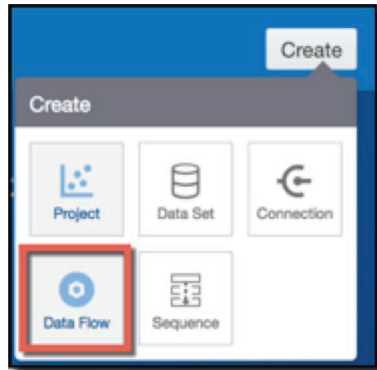 Create
Create
Project
Data Set
Connection
Data Flow
Sequence